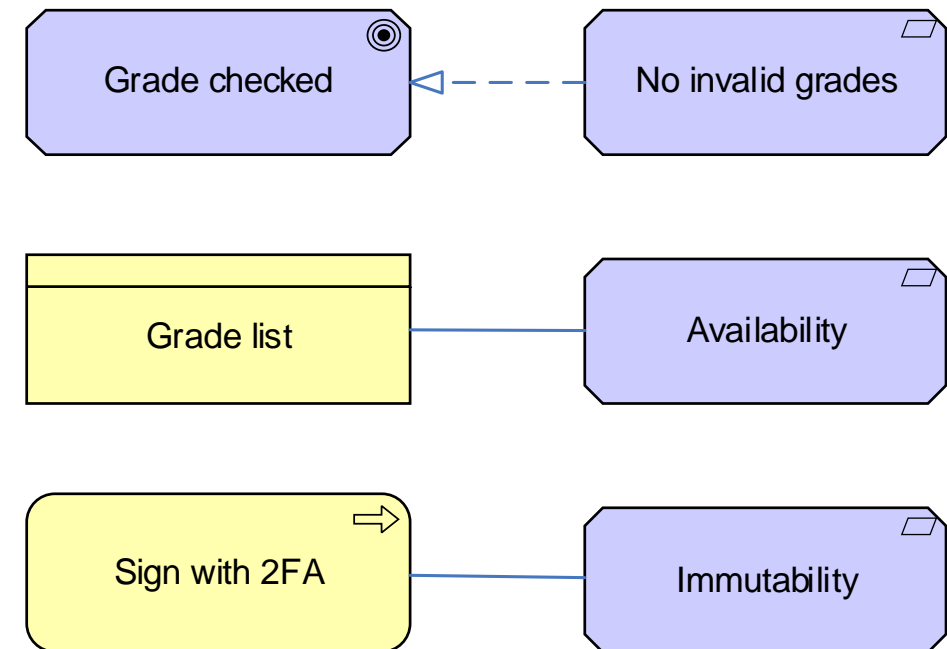 Grade checked
No invalid grades
Grade list
Availability
Sign with 2FA
Immutability